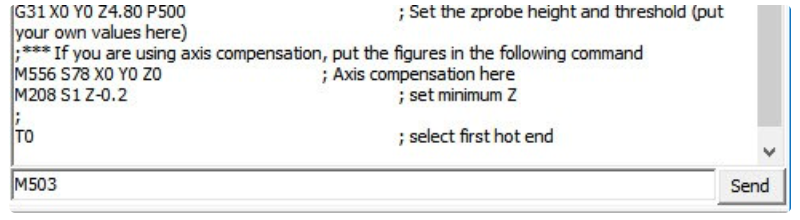 G31 X0 Y0 Z4.80 P500 ; Set the zprobe height and threshold (put
your own values here)
;*** If you are using axis compensation, put the figures in the following command
M556 S78 X0 Y0 Z0 ; Axis compensation here
M208 S1 Z-0.2 ; set minimum Z
;
T0 ; select first hot end
M503 Send